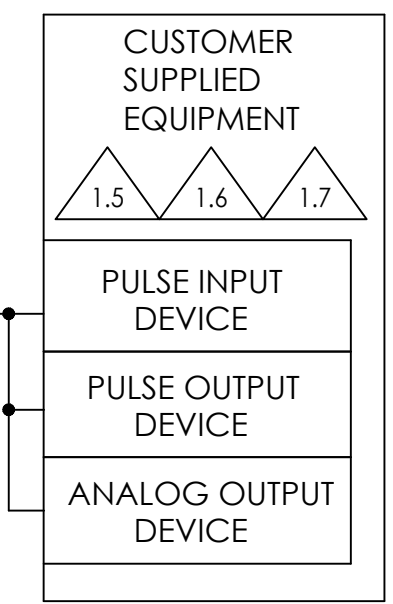 CUSTOMER
SUPPLIED
EQUIPMENT
1.5 1.6 1.7
PULSE INPUT
DEVICE
PULSE OUTPUT
DEVICE
ANALOG OUTPUT
DEVICE